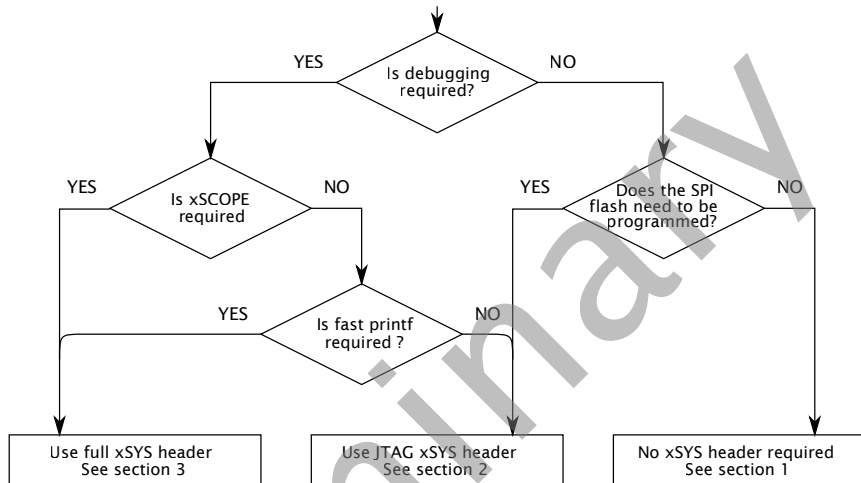 Is debugging
required?
YES
NO
Is xSCOPE
required
YES
NO
Does the SPI
flash need to be
programmed?
YES
NO
Is fast printf
required ?
YES
NO
Use full xSYS header
See section 3
Use JTAG xSYS header
See section 2
No xSYS header required
See section 1
minary